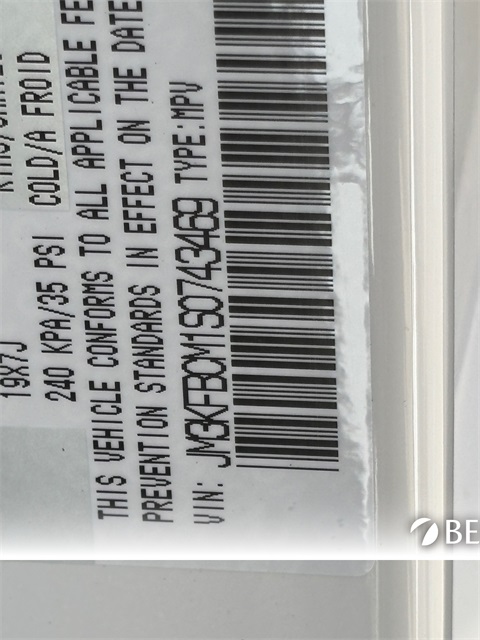 COLD/A FROID
19X7J
240 KPA/35 PSI
THIS VEHICLE CONFORMS TO ALL APPLICABLE FE
PREVENTION STANDARDS IN EFFECT ON THE DATE
VIN: JM3KFBCM1S0743469 TYPE:MPV
BE